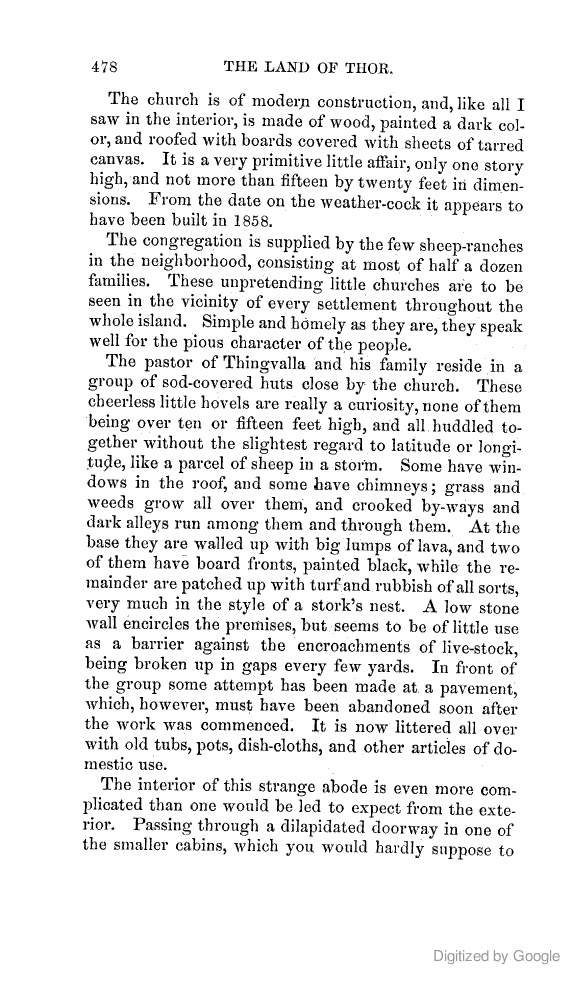 478 THE LAND OF THOR.
The church is of modern construction, and, like all I
saw in the interior, is made of wood, painted a dark col-
or, and roofed with boards covered with sheets of tarred
canvas. It is a very primitive little affair, only one story
high, and not more than fifteen by twenty feet in dimen-
sions. From the date on the weather-cock it appears to
have been built in 1858.
The congregation is supplied by the few sheep-ranches
in the neighborhood, consisting at most of half a dozen
families. These unpretending little churches are to be
seen in the vicinity of every settlement throughout the
whole island. Simple and homely as they are, they speak
well for the pious character of the people.
The pastor of Thingvalla and his family reside in a
group of sod-covered huts close by the church. These
cheerless little hovels are really a curiosity, none of them
being over ten or fifteen feet high, and all huddled to-
gether without the slightest regard to latitude or longi-
tude, like a parcel of sheep in a storm. Some have win-
dows in the roof, and some have chimneys; grass and
weeds grow all over them, and crooked by-ways and
dark alleys run among them and through them. At the
base they are walled up with big lumps of lava, and two
of them have board fronts, painted black, while the re-
mainder are patched up with turf and rubbish of all sorts,
very much in the style of a stork's nest. A low stone
wall encircles the premises, but seems to be of little use
as a barrier against the encroachments of live-stock,
being broken up in gaps every few yards. In front of
the group some attempt has been made at a pavement,
which, however, must have been abandoned soon after
the work was commenced. It is now littered all over
with old tubs, pots, dish-cloths, and other articles of do-
mestic use.
The interior of this strange abode is even more com-
plicated than one would be led to expect from the exte-
rior. Passing through a dilapidated doorway in one of
the smaller cabins, which you would hardly suppose to
Digitized by Google